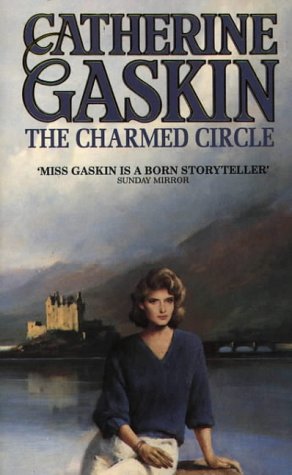 CATHERINE
GASKIN
THE CHARMED CIRCLE
'MISS GASKIN IS A BORN STORYTELLER'
SUNDAY MIRROR